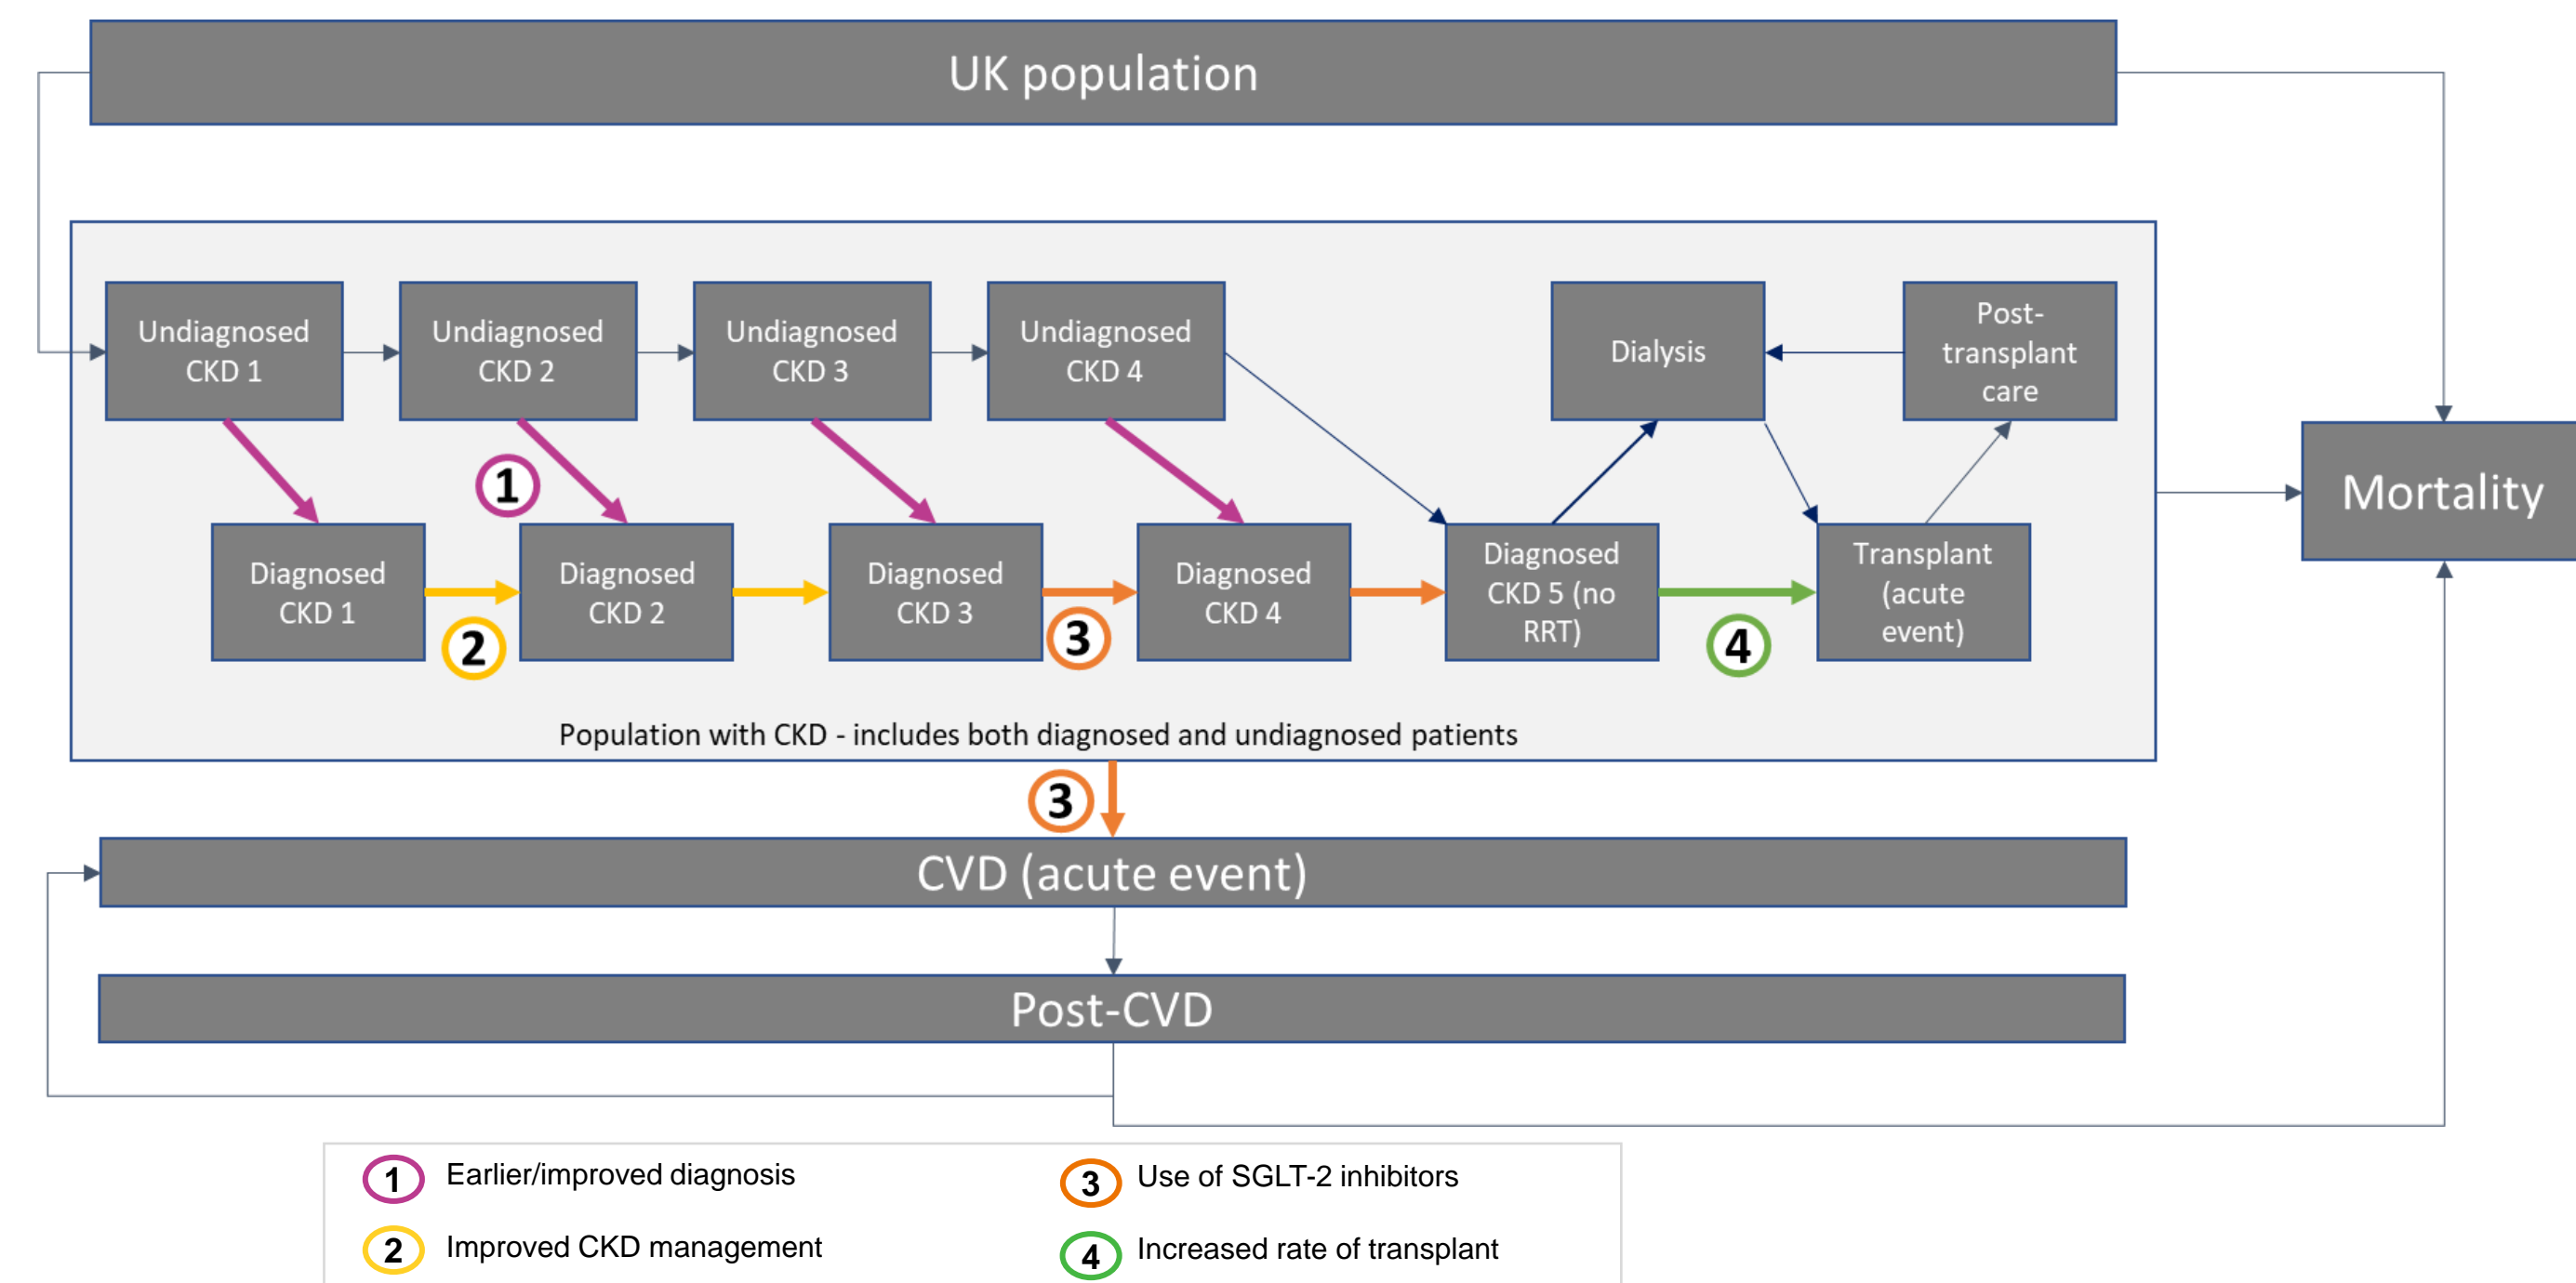 UK population
Undiagnosed
CKD 1
Undiagnosed
CKD 2
Undiagnosed
CKD 3
Undiagnosed
CKD 4
Dialysis
Post-
transplant
care
1
Mortality
Diagnosed
CKD 1
Diagnosed
CKD 2
Diagnosed
CKD 3
Diagnosed
CKD 4
Diagnosed
CKD 5 (no
RRT)
Transplant
(acute
event)
2
3
4
Population with CKD - includes both diagnosed and undiagnosed patients
3
CVD (acute event)
Post-CVD
1 Earlier/improved diagnosis
3 Use of SGLT-2 inhibitors
2 Improved CKD management
4 Increased rate of transplant